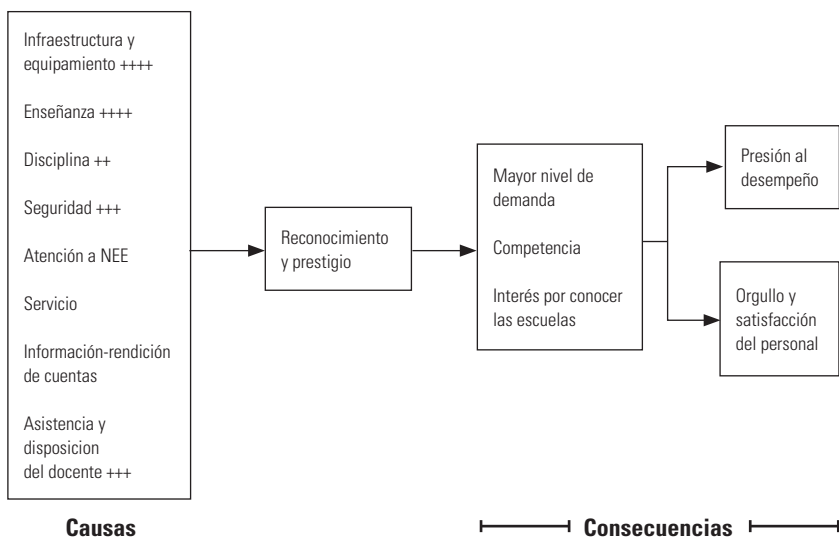 Infraestructura y
equipamiento ++++
Enseñanza ++++
Disciplina ++
Seguridad +++
Atención a NEE
Servicio
Información-rendición
de cuentas
Asistencia y
disposicion
del docente +++
Causas
Reconocimiento
y prestigio
Mayor nivel de
demanda
Competencia
Interés por conocer
las escuelas
Presión al
desempeño
Orgullo y
satisfacción
del personal
Consecuencias